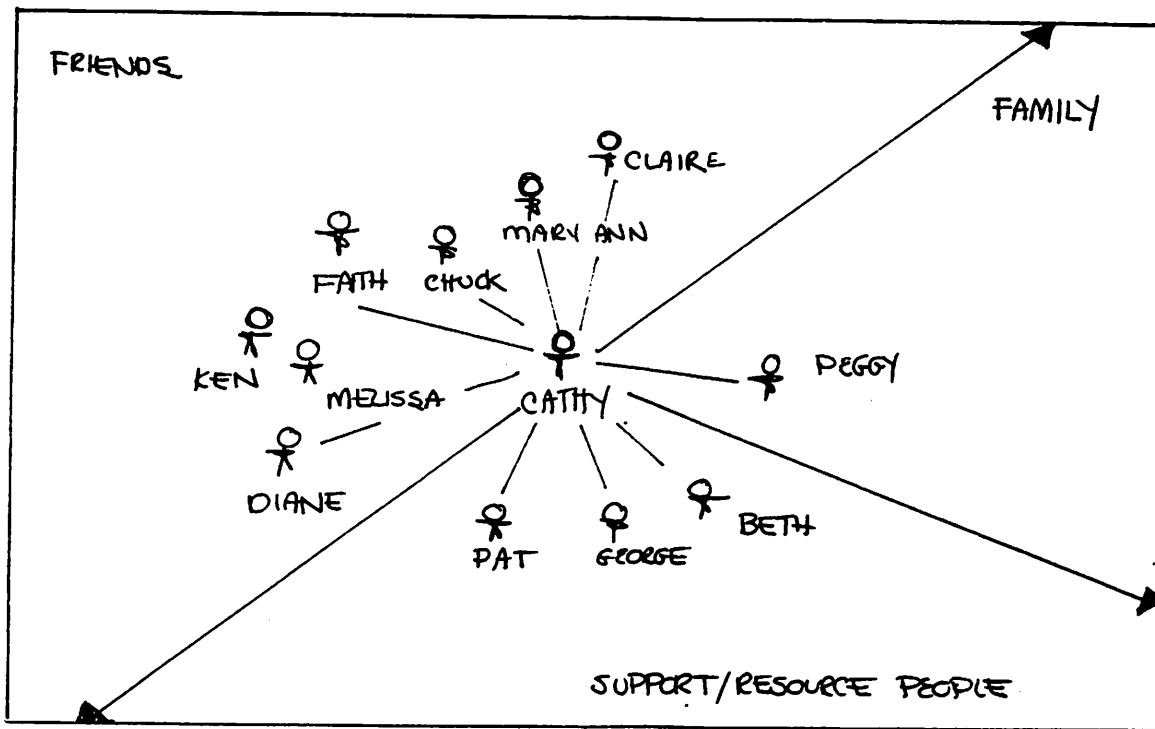 FRIENDS
FAMILY
CLAIRE
MARY ANN
FAITH
CHUCK
KEN
PEGGY
MELISSA
CATHY
DIANE
BETH
PAT
GEORGE
SUPPORT/RESOURCE PEOPLE